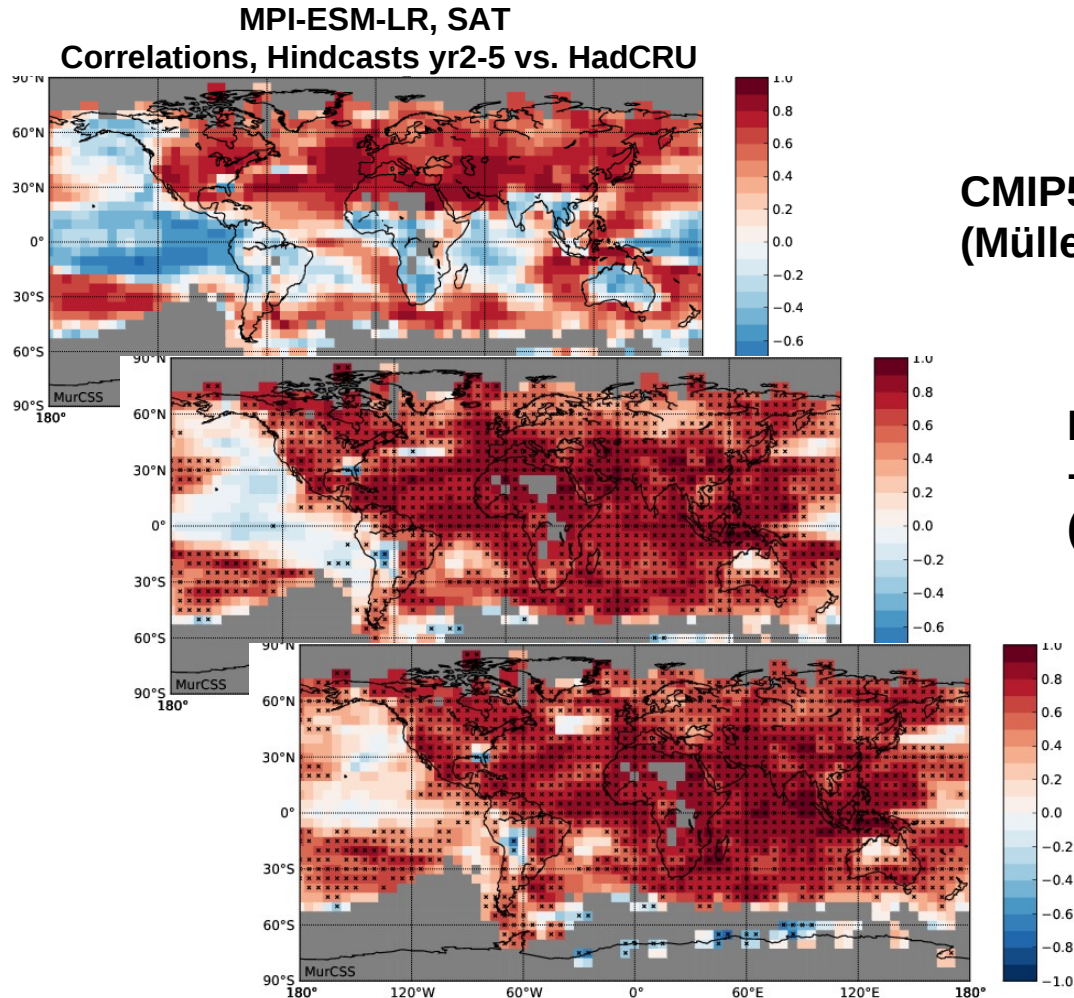 MPI-ESM-LR, SAT
Correlations, Hindcasts yr2-5 vs. HadCRU
90°N
60°N
30°N
0°
30°S
60°S
90°S
180°
MurCSS
1.0
0.8
0.6
0.4
0.2
0.0
−0.2
−0.4
−0.6
CMIP5
(Mülle
90°N
60°N
30°N
0°
30°S
60°S
90°S
180°
MurCSS
1.0
0.8
0.6
0.4
0.2
0.0
−0.2
−0.4
−0.6
(
90°N
60°N
30°N
0°
30°S
60°S
90°S
MurCSS
180°
120°W
60°W
0°
60°E
120°E
180°
1.0
0.8
0.6
0.4
0.2
0.0
−0.2
−0.4
−0.6
−0.8
−1.0